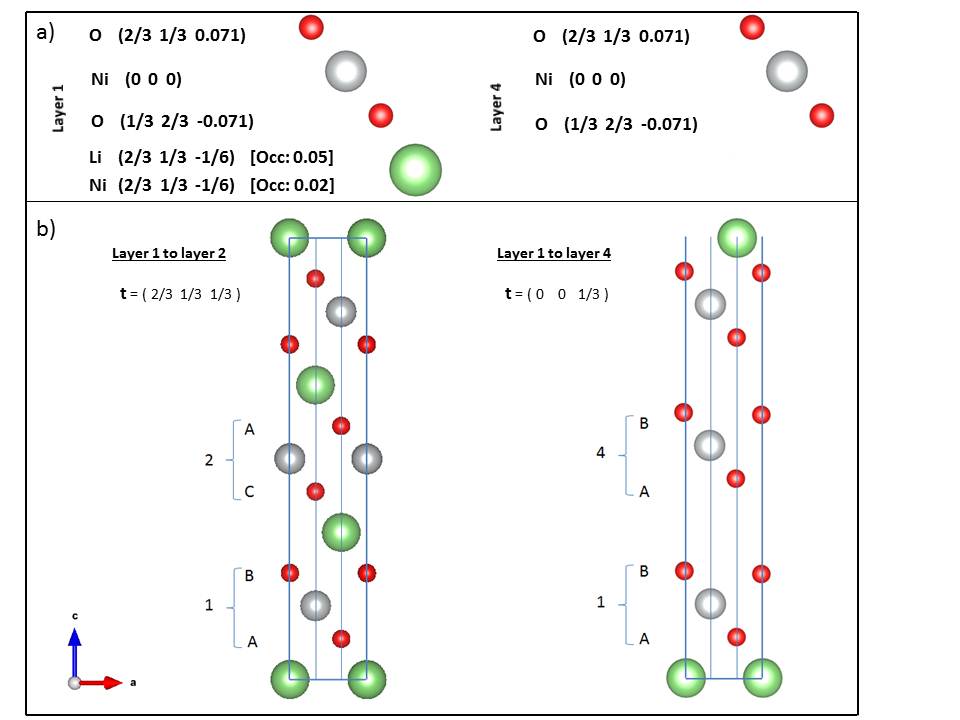 a)
Layer 1
O (2/3 1/3 0.071)
Ni (0 0 0)
O (1/3 2/3 -0.071)
Li (2/3 1/3 -1/6) [Occ: 0.05]
Ni (2/3 1/3 -1/6) [Occ: 0.02]
Layer 4
O (2/3 1/3 0.071)
Ni (0 0 0)
O (1/3 2/3 -0.071)
b)
Layer 1 to layer 2
t = ( 2/3 1/3 1/3 )
A
2
C
B
1
A
c
a
Layer 1 to layer 4
t = ( 0 0 1/3 )
B
4
A
B
1
A